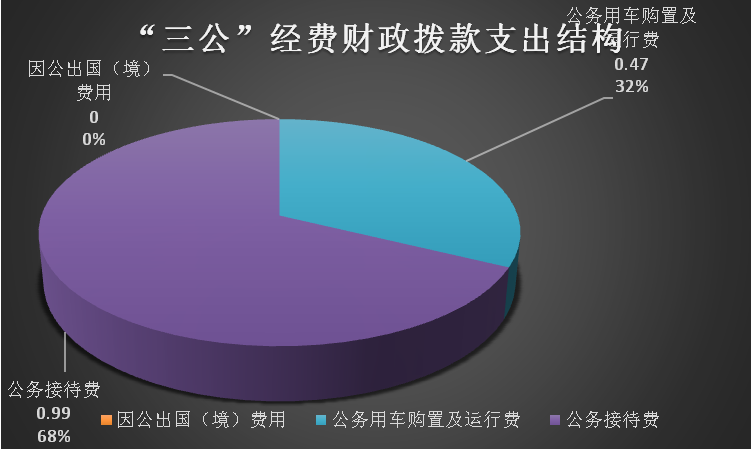 “三公”经费财政拨款支出结构
公务用车购置及
运行费
0.47
32%
因公出国（境）
费用
0
0%
公务接待费
0.99
68%
因公出国（境）费用
公务用车购置及运行费
公务接待费